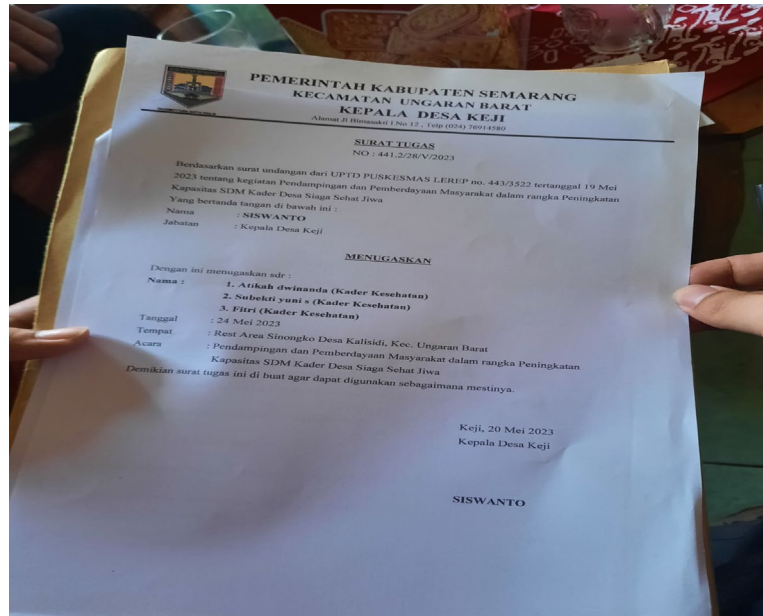 PEMERINTAH KABUPATEN SEMARANG
KECAMATAN UNGARAN BARAT
KEPALA DESA KEJI
Alamat Jl Bimasakti I No 12 , Telp (024) 76914580
SURAT TUGAS
NO : 441.2/28/V/2023
Berdasarkan surat undangan dari UPTD PUSKESMAS LEREP no. 443/3522 tertanggal 19 Mei
2023 tentang kegiatan Pendampingan dan Pemberdayaan Masyarakat dalam rangka Peningkatan
Kapasitas SDM Kader Desa Siaga Sehat Jiwa
Yang bertanda tangan di bawah ini :
Nama : SISWANTO
Jabatan : Kepala Desa Keji
MENUGASKAN
Dengan ini menugaskan sdr :
Nama : 1. Atikah dwinanda (Kader Kesehatan)
2. Subekti yuni s (Kader Kesehatan)
3. Fitri (Kader Kesehatan)
Tanggal : 24 Mei 2023
Tempat : Rest Area Sinongko Desa Kalisidi, Kec. Ungaran Barat
Acara : Pendampingan dan Pemberdayaan Masyarakat dalam rangka Peningkatan
Kapasitas SDM Kader Desa Siaga Sehat Jiwa
Demikian surat tugas ini di buat agar dapat digunakan sebagaimana mestinya.
Keji, 20 Mei 2023
Kepala Desa Keji
SISWANTO